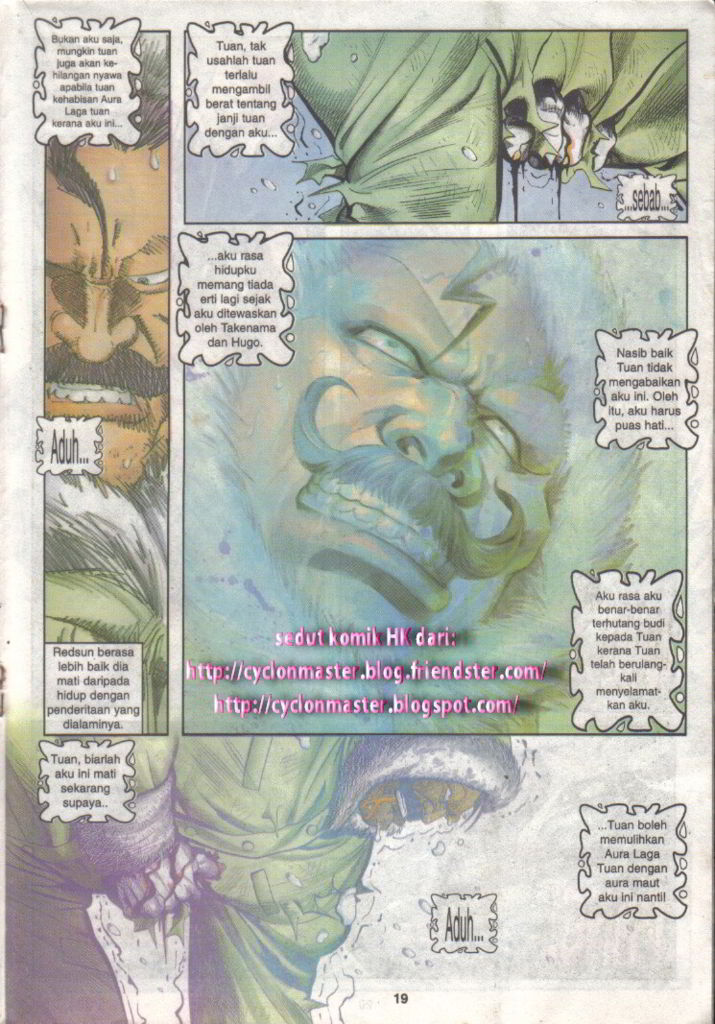 Bukan aku saja,
mungkin tuan
juga akan ke-
hilangan nyawa
apabila tuan
kehabisan Aura
Laga tuan
kerana aku ini...
Tuan, tak
usahlah tuan
terlalu
mengambil
berat tentang
janji tuan
dengan aku...
...sebab...
...aku rasa
hidupku
memang tiada
erti lagi sejak
aku ditewaskan
oleh Takenama
dan Hugo.
Nasib baik
Tuan tidak
mengabaikan
aku ini. Oleh
itu, aku harus
puas hati...
Aduh...
Aku rasa aku
benar-benar
terhutang budi
kepada Tuan
kerana Tuan
telah berulang-
kali
menyelamat-
kan aku.
sedut komik HK dari:
http://cyclonmaster.blog.friendster.com/
http://cyclonmaster.blogspot.com/
Redsun berasa
lebih baik dia
mati daripada
hidup dengan
penderitaan yang
dialaminya.
Tuan, biarlah
aku ini mati
sekarang
supaya..
...Tuan boleh
memulihkan
Aura Laga
Tuan dengan
aura maut
aku ini nanti!
Aduh...
19